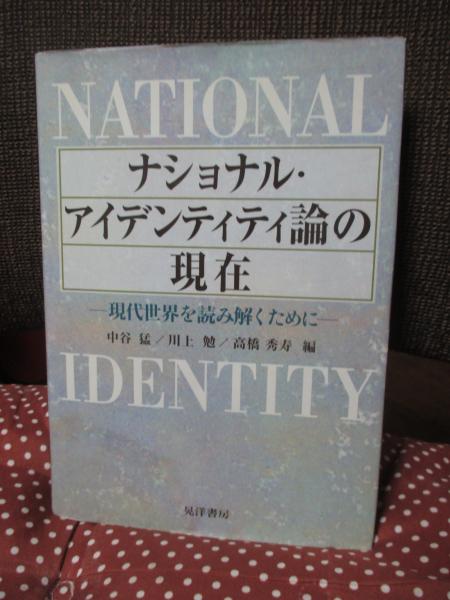 NATIONAL
ナショナル・
アイデンティティ論の
現在
―現代世界を読み解くために―
中谷 猛／川上 勉／高橋 秀寿 編
IDENTITY
晃洋書房